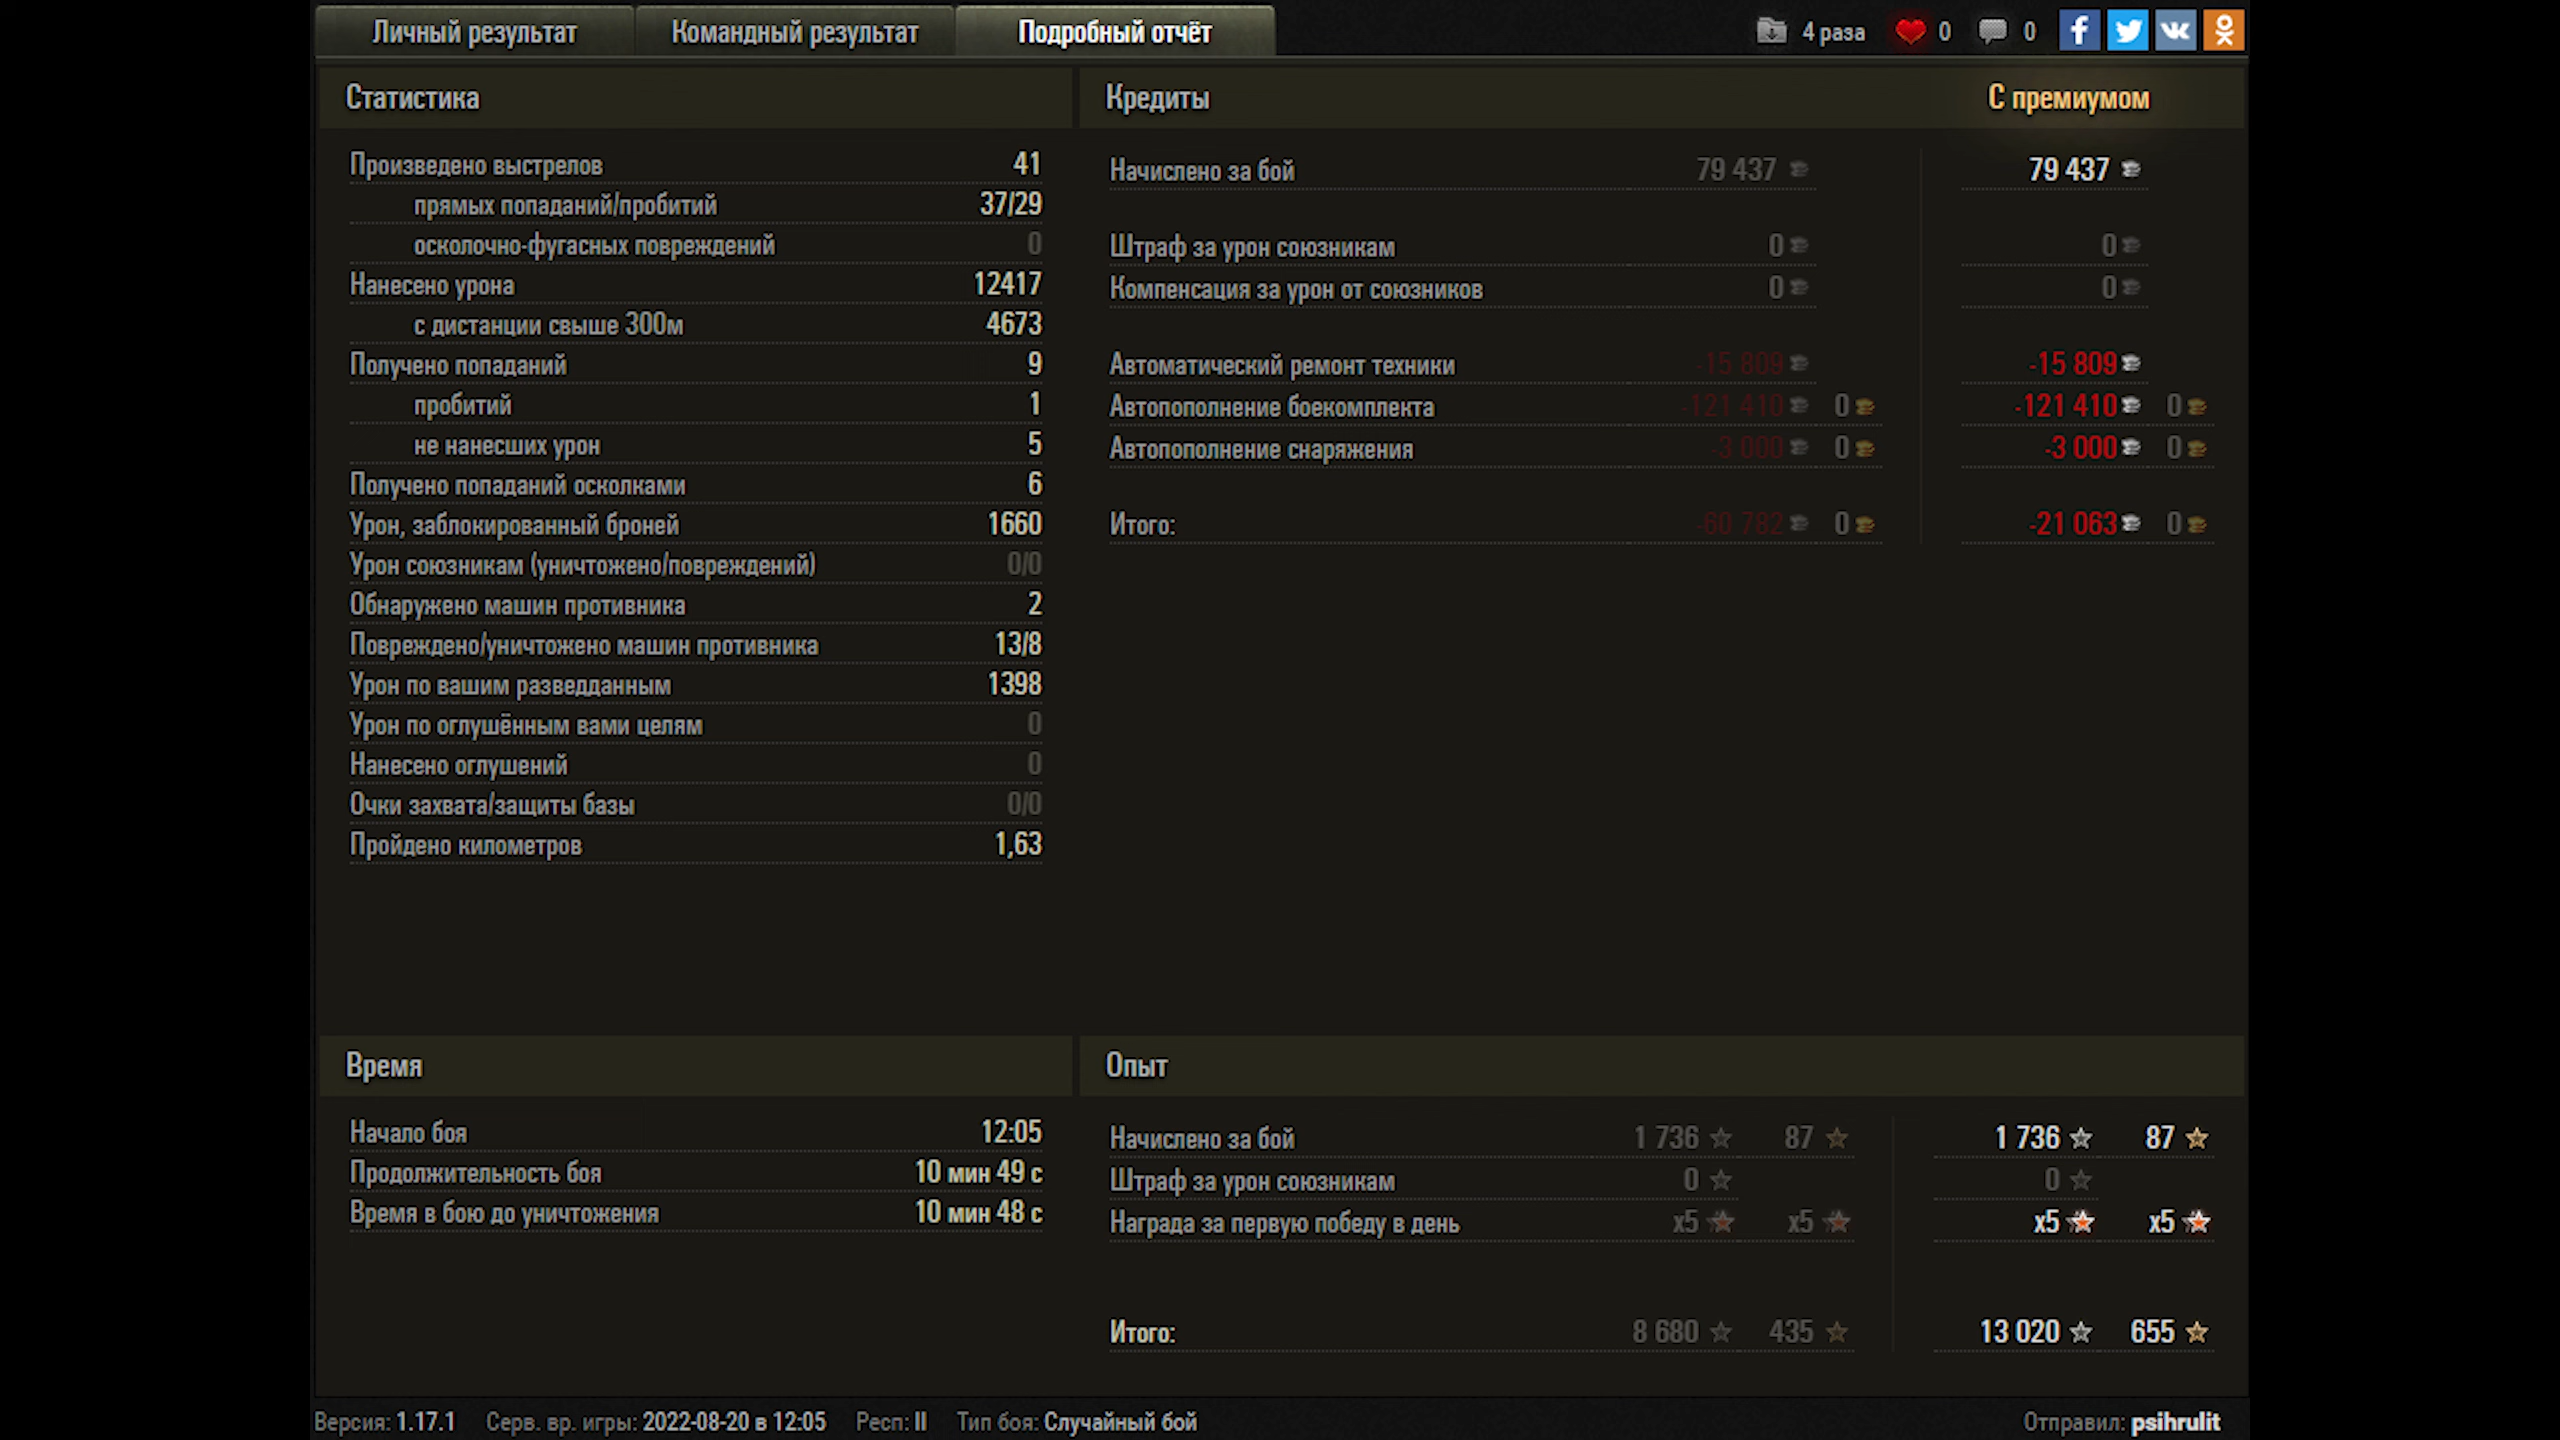 Личный результат Командный результат Подробный отчёт 4 раза 0 0
Статистика
Произведено выстрелов 41
прямых попаданий/пробитий 37/29
осколочно-фугасных повреждений 0
Нанесено урона 12417
с дистанции свыше 300м 4673
Получено попаданий 9
пробитий 1
не нанесших урон 5
Получено попаданий осколками 6
Урон, заблокированный броней 1660
Урон союзникам (уничтожено/повреждений) 0/0
Обнаружено машин противника 2
Повреждено/уничтожено машин противника 13/8
Урон по вашим разведданным 1398
Урон по оглушённым вами целям 0
Нанесено оглушений 0
Очки захвата/защиты базы 0/0
Пройдено километров 1,63
Кредиты С премиумом
Начислено за бой 79 437 79 437
Штраф за урон союзникам 0 0
Компенсация за урон от союзников 0 0
Автоматический ремонт техники -15 809 -15 809
Автопополнение боекомплекта -121 410 0 -121 410 0
Автопополнение снаряжения -3 000 0 -3 000 0
Итого: -60 782 0 -21 063 0
Время
Начало боя 12:05
Продолжительность боя 10 мин 49 с
Время в бою до уничтожения 10 мин 48 с
Опыт
Начислено за бой 1 736 87 1 736 87
Штраф за урон союзникам 0 0
Награда за первую победу в день x5 x5 x5 x5
Итого: 8 680 435 13 020 655
Версия: 1.17.1 Серв. вр. игры: 2022-08-20 в 12:05 Респ: II Тип боя: Случайный бой Отправил: psihrulit